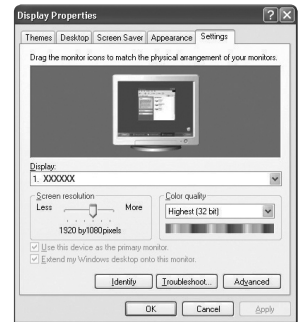 Display Properties
Themes Desktop Screen Saver Appearance Settings
Drag the monitor icons to match the physical arrangement of your monitors.
Display:
1. XXXXXX
Screen resolution
Less More
1920 by1080pixels
Color quality
Highest (32 bit)
Use this device as the primary monitor.
Extend my Windows desktop onto this monitor.
Identify Troubleshoot... Advanced
OK Cancel Apply